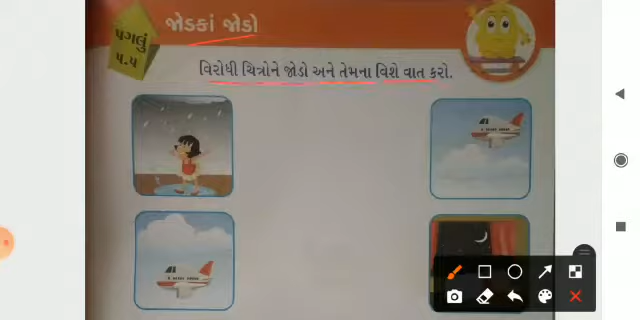 જોડકાં જોડો
પગલું
૫.૫
વિરોધી ચિત્રોને જોડો અને તેમના વિશે વાત કરો.